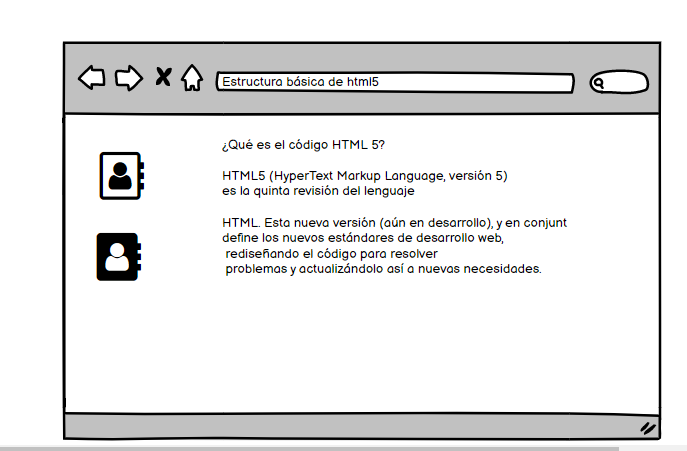 Estructura básica de html5
¿Qué es el código HTML 5?
HTML5 (HyperText Markup Language, versión 5)
es la quinta revisión del lenguaje
HTML. Esta nueva versión (aún en desarrollo), y en conjunt
define los nuevos estándares de desarrollo web,
rediseñando el código para resolver
problemas y actualizándolo así a nuevas necesidades.